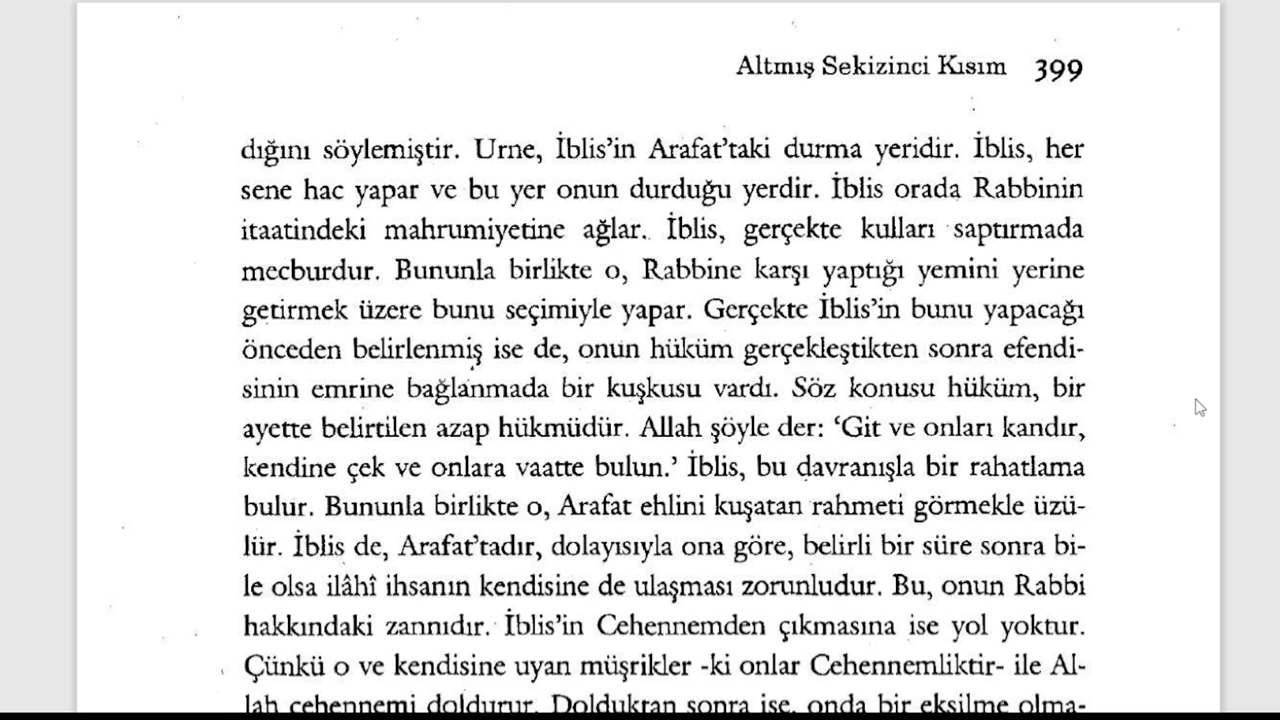 Altmış Sekizinci Kısım 399
dığını söylemiştir. Urne, İblis’in Arafat’taki durma yeridir. İblis, her
sene hac yapar ve bu yer onun durduğu yerdir. İblis orada Rabbinin
itaatindeki mahrumiyetine ağlar. İblis, gerçekte kulları saptırmada
mecburdur. Bununla birlikte o, Rabbine karşı yaptığı yemini yerine
getirmek üzere bunu seçimiyle yapar. Gerçekte İblis’in bunu yapacağı
önceden belirlenmiş ise de, onun hüküm gerçekleştikten sonra efendi-
sinin emrine bağlanmada bir kuşkusu vardı. Söz konusu hüküm, bir
ayette belirtilen azap hükmüdür. Allah şöyle der: ‘Git ve onları kandır,
kendine çek ve onlara vaatte bulun.’ İblis, bu davranışla bir rahatlama
bulur. Bununla birlikte o, Arafat ehlini kuşatan rahmeti görmekle üzü-
lür. İblis de, Arafat’tadır, dolayısıyla ona göre, belirli bir süre sonra bi-
le olsa ilâhî ihsanın kendisine de ulaşması zorunludur. Bu, onun Rabbi
hakkındaki zannıdır. İblis’in Cehennemden çıkmasına ise yol yoktur.
Çünkü o ve kendisine uyan müşrikler -ki onlar Cehennemliktir- ile Al-
lah cehennemi doldurur. Dolduktan sonra ise, onda bir eksilme olma-